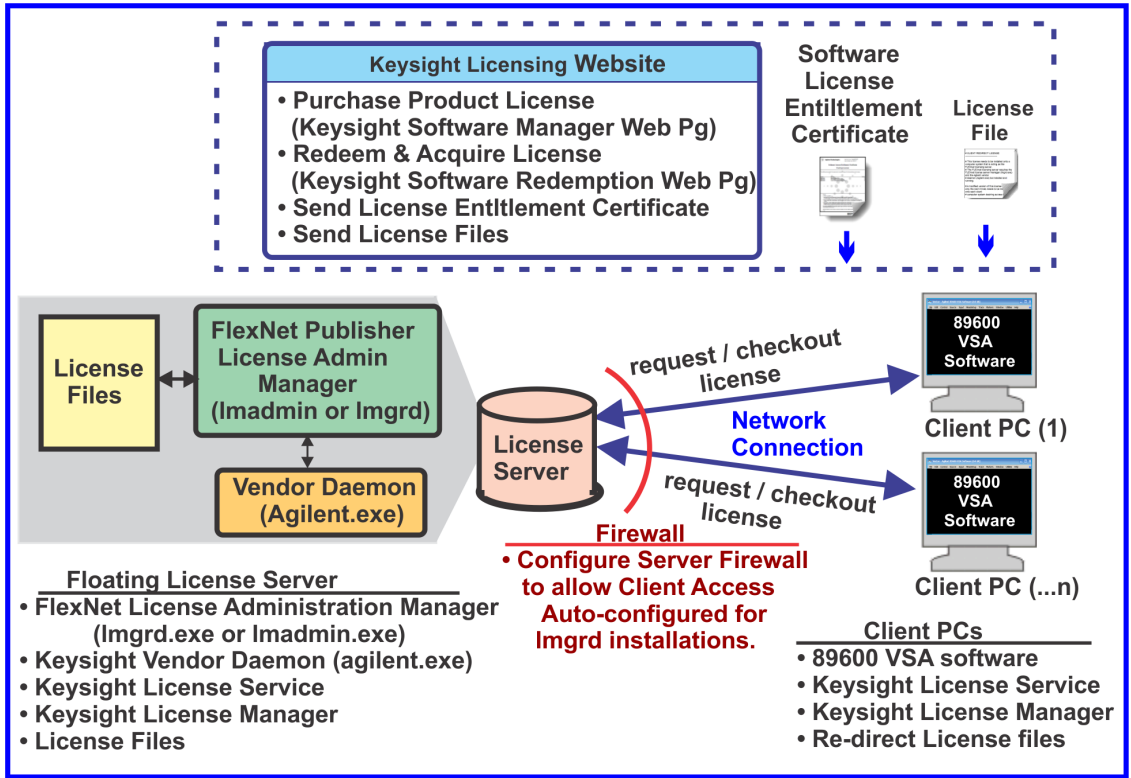 Keysight Licensing Website
• Purchase Product License
(Keysight Software Manager Web Pg)
• Redeem & Acquire License
(Keysight Software Redemption Web Pg)
• Send License EntItlement Certificate
• Send License Files
Software
License
Entiltlement
Certificate
License
File
License
Files
FlexNet Publisher
License Admin
Manager
(lmadmin or lmgrd)
Vendor Daemon
(Agilent.exe)
License
Server
request / checkout
license
Network
Connection
request / checkout
license
89600
VSA
Software
Client PC (1)
89600
VSA
Software
Client PC (...n)
Firewall
• Configure Server Firewall
to allow Client Access
Auto-configured for
lmgrd installations.
Floating License Server
• FlexNet License Administration Manager
(lmgrd.exe or lmadmin.exe)
• Keysight Vendor Daemon (agilent.exe)
• Keysight License Service
• Keysight License Manager
• License Files
Client PCs
• 89600 VSA software
• Keysight License Service
• Keysight License Manager
• Re-direct License files